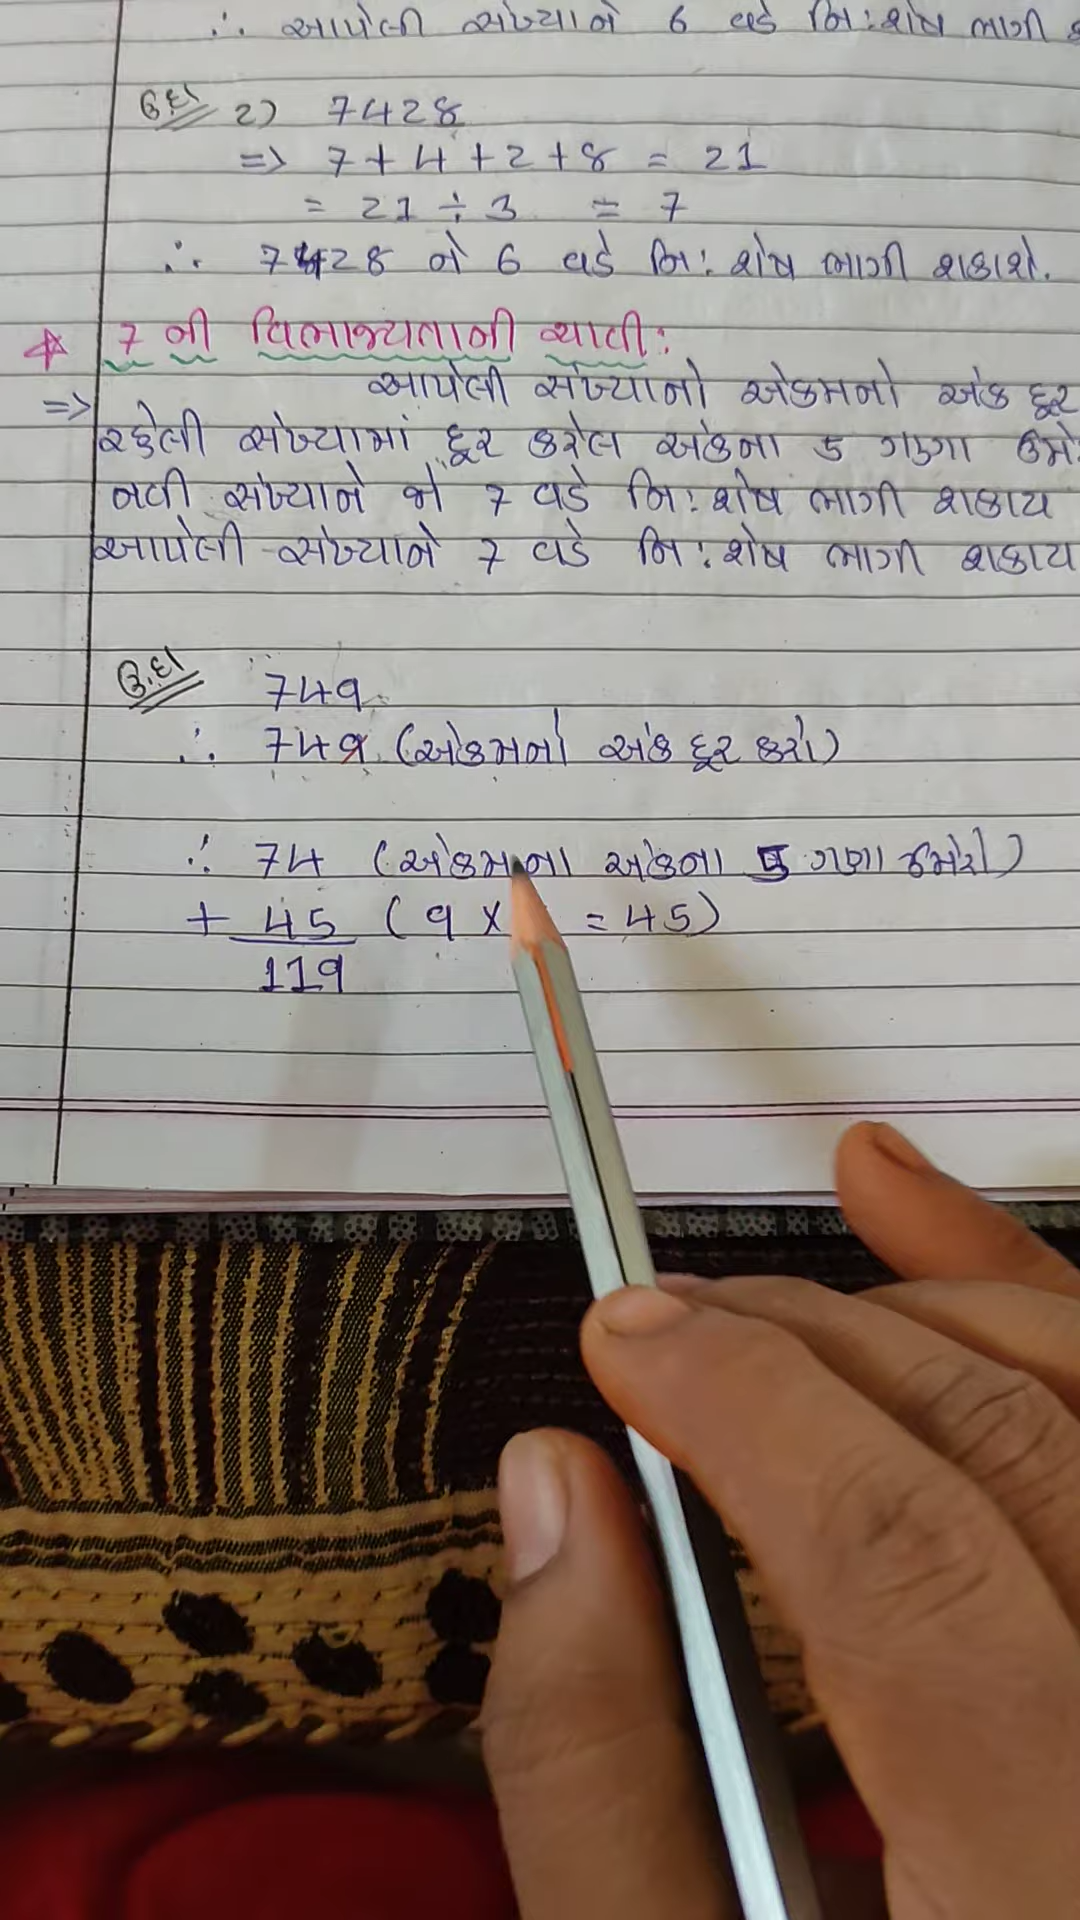 ∴ આપેલી સંખ્યાને 6 વડે નિ:શેષ ભાગી
ઉ.દા 2) 7428
=> 7 + 4 + 2 + 8 = 21
= 21 ÷ 3 = 7
∴ 7428 ને 6 વડે નિ: શેષ ભાગી શકાશે.
7 ની વિભાજ્યતાની ચાવી:
=> આપેલી સંખ્યાનો એકમનો અંક દૂર
રહેલી સંખ્યામાં દૂર કરેલ અંકના 5 ગણા ઉમે
નવી સંખ્યાને જો 7 વડે નિ: શેષ ભાગી શકાય
આપેલી સંખ્યાને 7 વડે નિ: શેષ ભાગી શકાય
ઉ.દા 749
∴ 749 (એકમનો અંક દૂર કરો)
∴ 74 (એકમના અંકના 5 ગણા ઉમેરો)
+ 45 ( 9 × = 45)
119